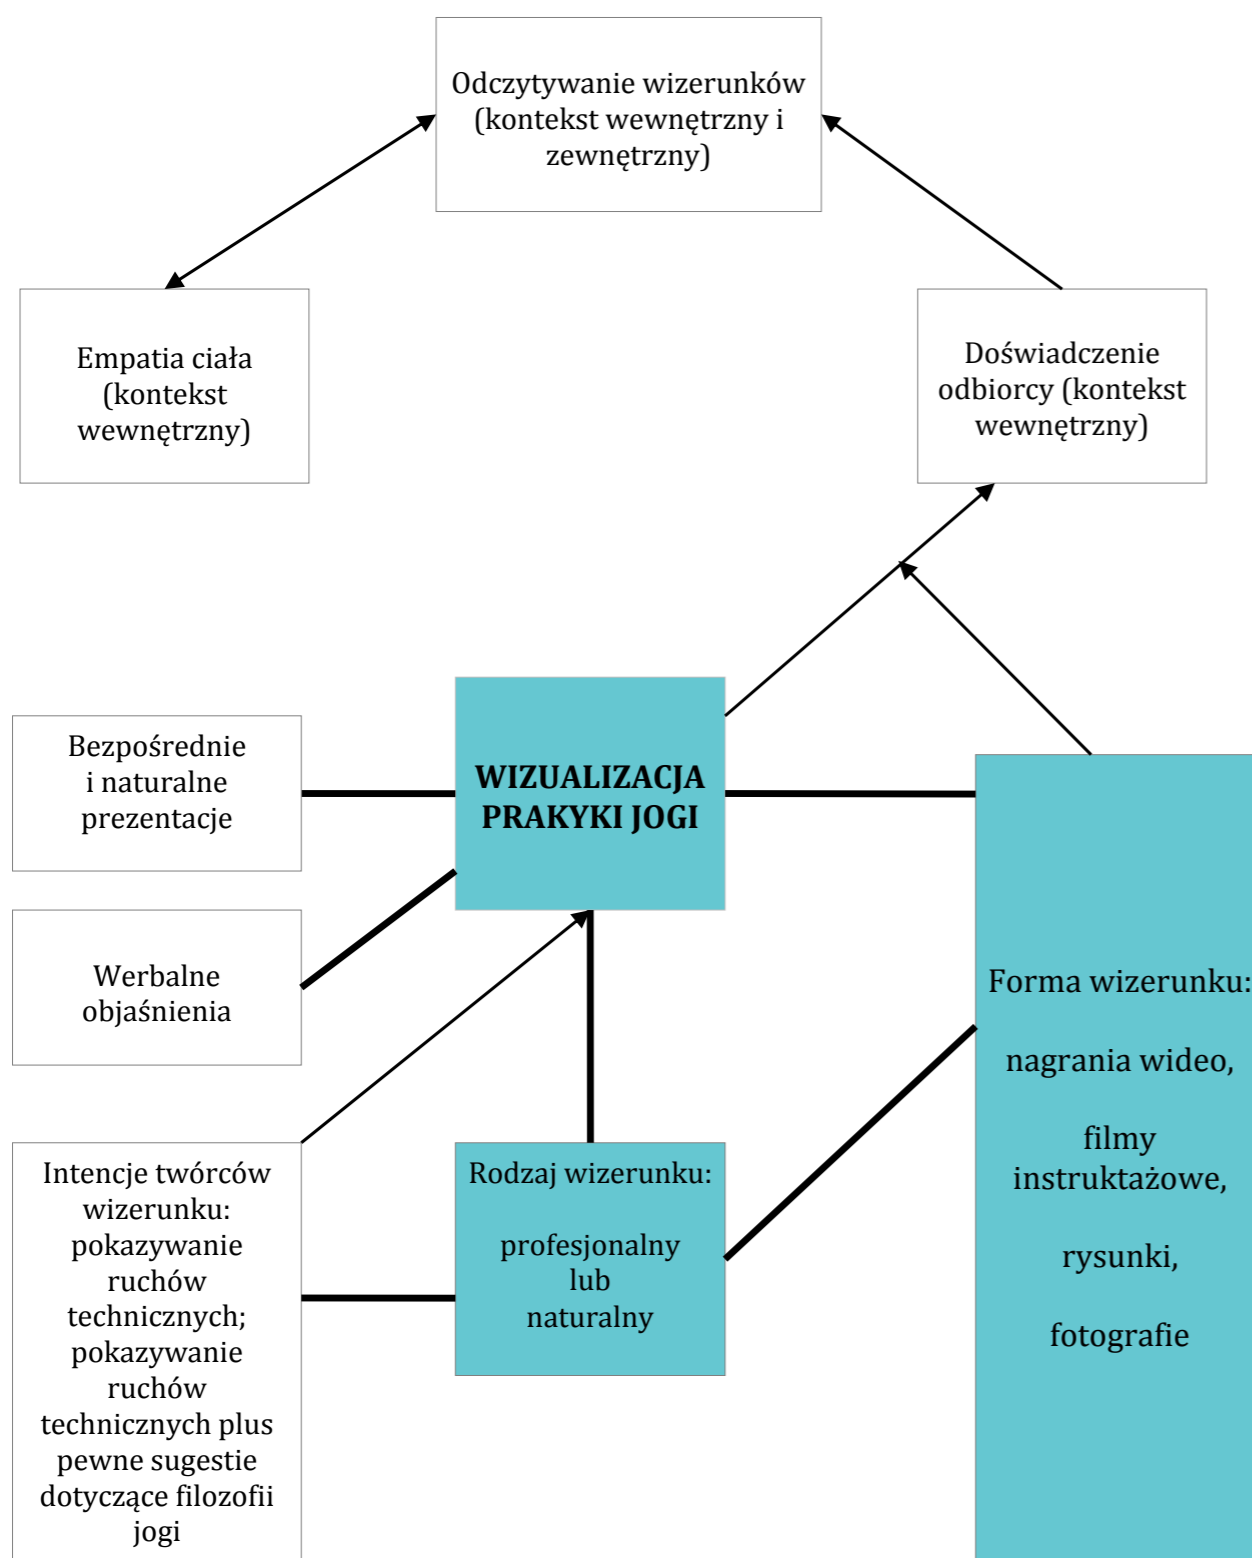 Odczytywanie wizerunków
(kontekst wewnętrzny i
zewnętrzny)
Empatia ciała
(kontekst
wewnętrzny)
Doświadczenie
odbiorcy (kontekst
wewnętrzny)
Bezpośrednie
i naturalne
prezentacje
WIZUALIZACJA
PRAKYKI JOGI
Werbalne
objaśnienia
Forma wizerunku:
nagrania wideo,
filmy
instruktażowe,
rysunki,
fotografie
Intencje twórców
wizerunku:
pokazywanie
ruchów
technicznych;
pokazywanie
ruchów
technicznych plus
pewne sugestie
dotyczące filozofii
jogi
Rodzaj wizerunku:
profesjonalny
lub
naturalny